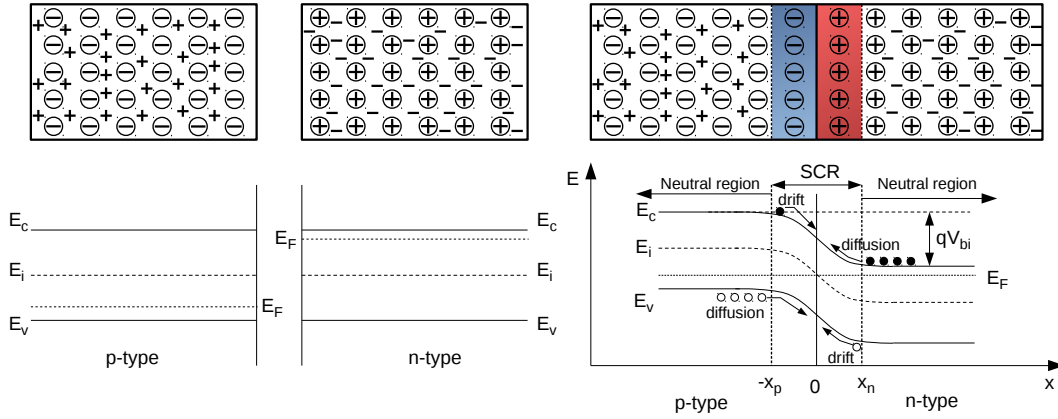 E_c
E_i
E_F
E_v
p-type
E_c
E_F
E_i
E_v
n-type
E
SCR
Neutral region
Neutral region
E_c
drift
diffusion
qV_bi
E_i
E_F
E_v
diffusion
drift
-x_p
0
x_n
x
p-type
n-type